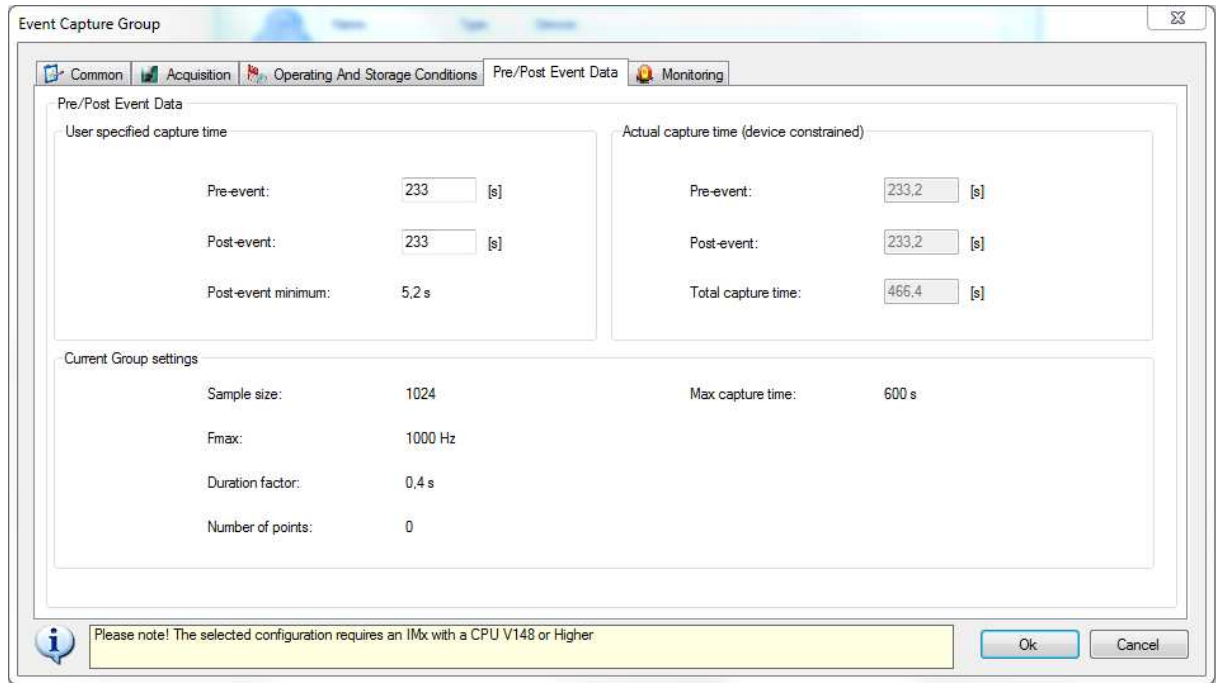 Event Capture Group
Common Acquisition Operating And Storage Conditions Pre/Post Event Data Monitoring
Pre/Post Event Data
User specified capture time
Pre-event: 233 [s]
Post-event: 233 [s]
Post-event minimum: 5,2 s
Actual capture time (device constrained)
Pre-event: 233,2 [s]
Post-event: 233,2 [s]
Total capture time: 466,4 [s]
Current Group settings
Sample size: 1024 Max capture time: 600 s
Fmax: 1000 Hz
Duration factor: 0,4 s
Number of points: 0
Please note! The selected configuration requires an IMx with a CPU V148 or Higher
Ok Cancel